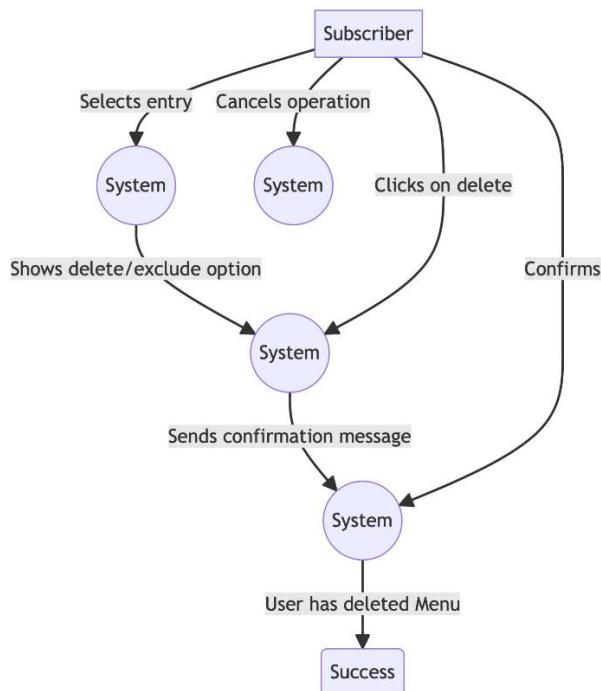 Subscriber
Selects entry
Cancels operation
System
System
Clicks on delete
Shows delete/exclude option
Confirms
System
Sends confirmation message
System
User has deleted Menu
Success